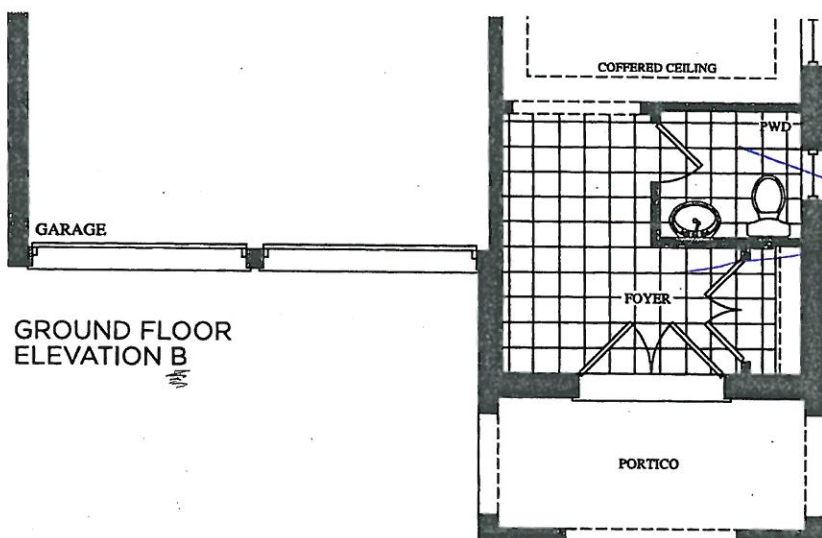 COFFERED CEILING
PWD
GARAGE
FOYER
GROUND FLOOR
ELEVATION B
PORTICO